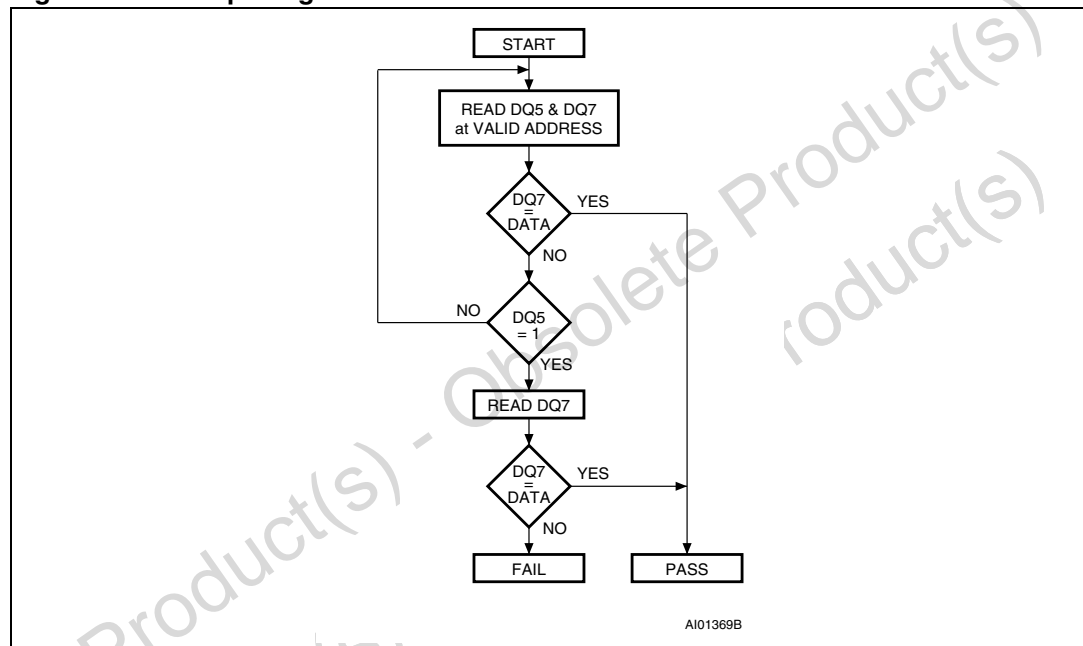 START
READ DQ5 & DQ7
at VALID ADDRESS
DQ7
=
DATA
YES
NO
DQ5
= 1
NO
YES
READ DQ7
DQ7
=
DATA
YES
NO
FAIL
PASS
AI01369B
Product(s) - Obsolete Product(s)
roduct(s)